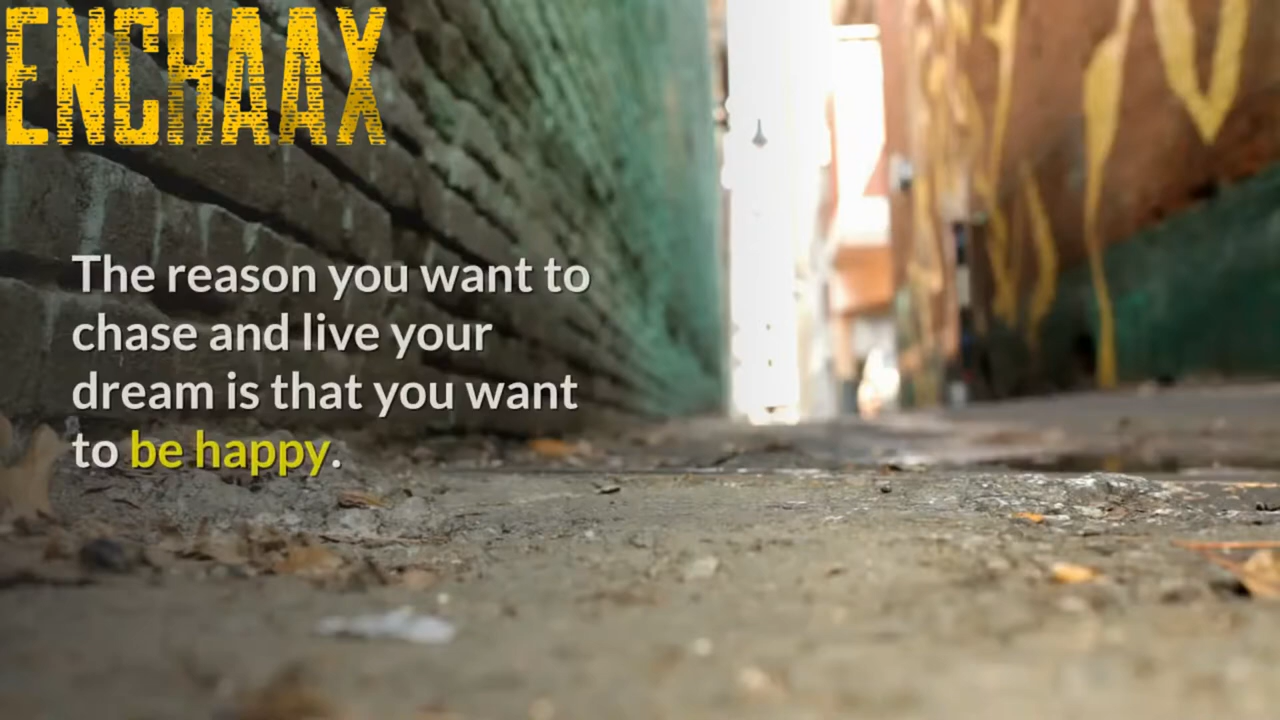 ENCHAAX
The reason you want to
chase and live your
dream is that you want
to be happy.